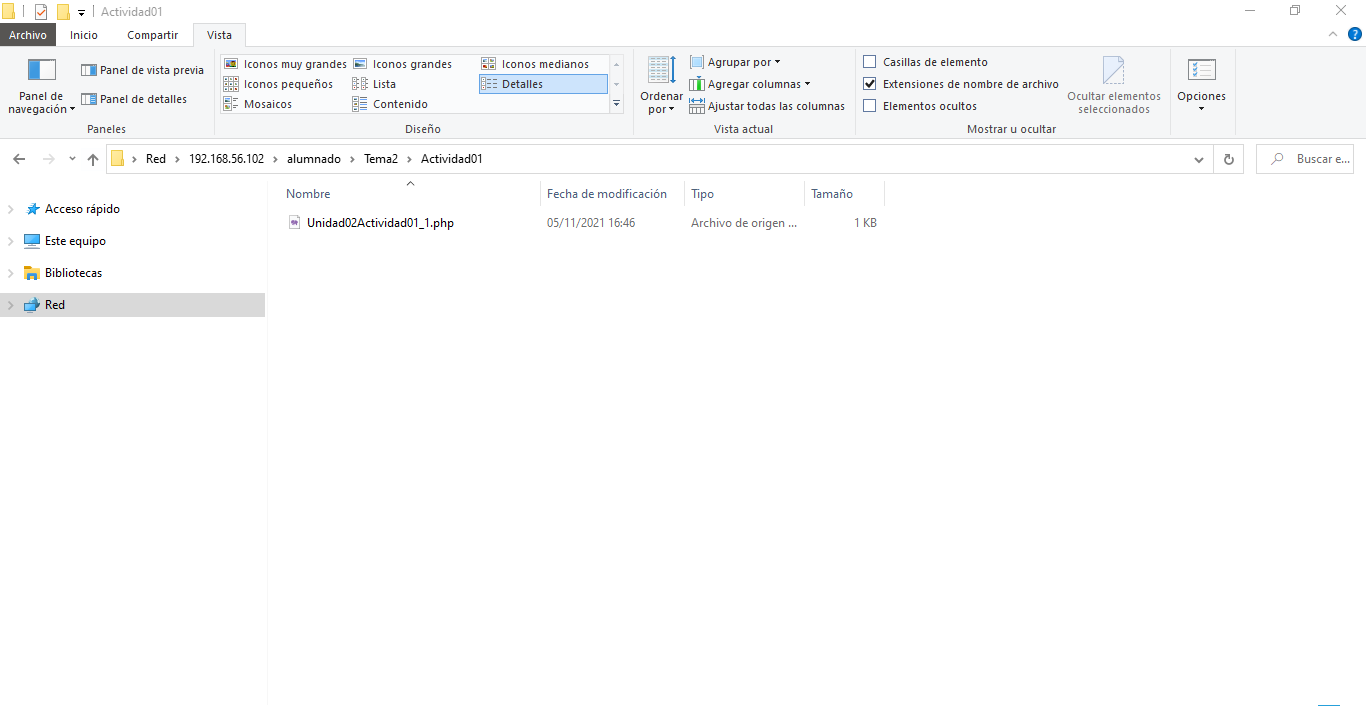 Actividad01
Archivo Inicio Compartir Vista
Panel de navegación
Panel de vista previa
Panel de detalles
Paneles
Iconos muy grandes Iconos grandes Iconos medianos
Iconos pequeños Lista Detalles
Mosaicos Contenido
Diseño
Ordenar por
Agrupar por
Agregar columnas
Ajustar todas las columnas
Vista actual
Casillas de elemento
Extensiones de nombre de archivo
Elementos ocultos
Ocultar elementos
seleccionados
Mostrar u ocultar
Opciones
Red 192.168.56.102 alumnado Tema2 Actividad01
Buscar e...
Acceso rápido
Este equipo
Bibliotecas
Red
Nombre Fecha de modificación Tipo Tamaño
Unidad02Actividad01_1.php 05/11/2021 16:46 Archivo de origen ... 1 KB